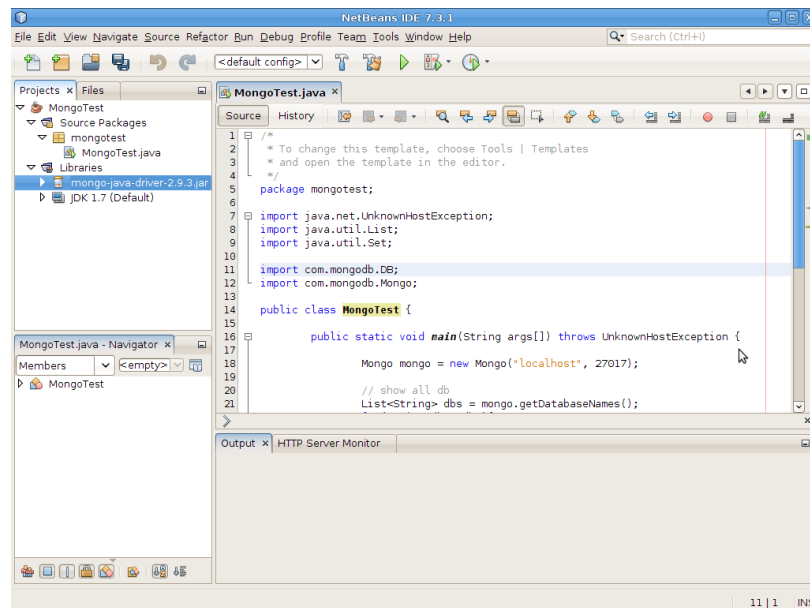 NetBeans IDE 7.3.1
File Edit View Navigate Source Refactor Run Debug Profile Team Tools Window Help
Search (Ctrl+I)
<default config>
Projects
Files
MongoTest
Source Packages
mongotest
MongoTest.java
Libraries
mongo-java-driver-2.9.3.jar
JDK 1.7 (Default)
MongoTest.java - Navigator
Members
<empty>
MongoTest
MongoTest.java
Source
History
1 /*
2 * To change this template, choose Tools | Templates
3 * and open the template in the editor.
4 */
5 package mongotest;
6
7 import java.net.UnknownHostException;
8 import java.util.List;
9 import java.util.Set;
10
11 import com.mongodb.DB;
12 import com.mongodb.Mongo;
13
14 public class MongoTest {
15
16 public static void main(String args[]) throws UnknownHostException {
17
18 Mongo mongo = new Mongo("localhost", 27017);
19
20 // show all db
21 List<String> dbs = mongo.getDatabaseNames();
Output
HTTP Server Monitor
11 | 1
INS